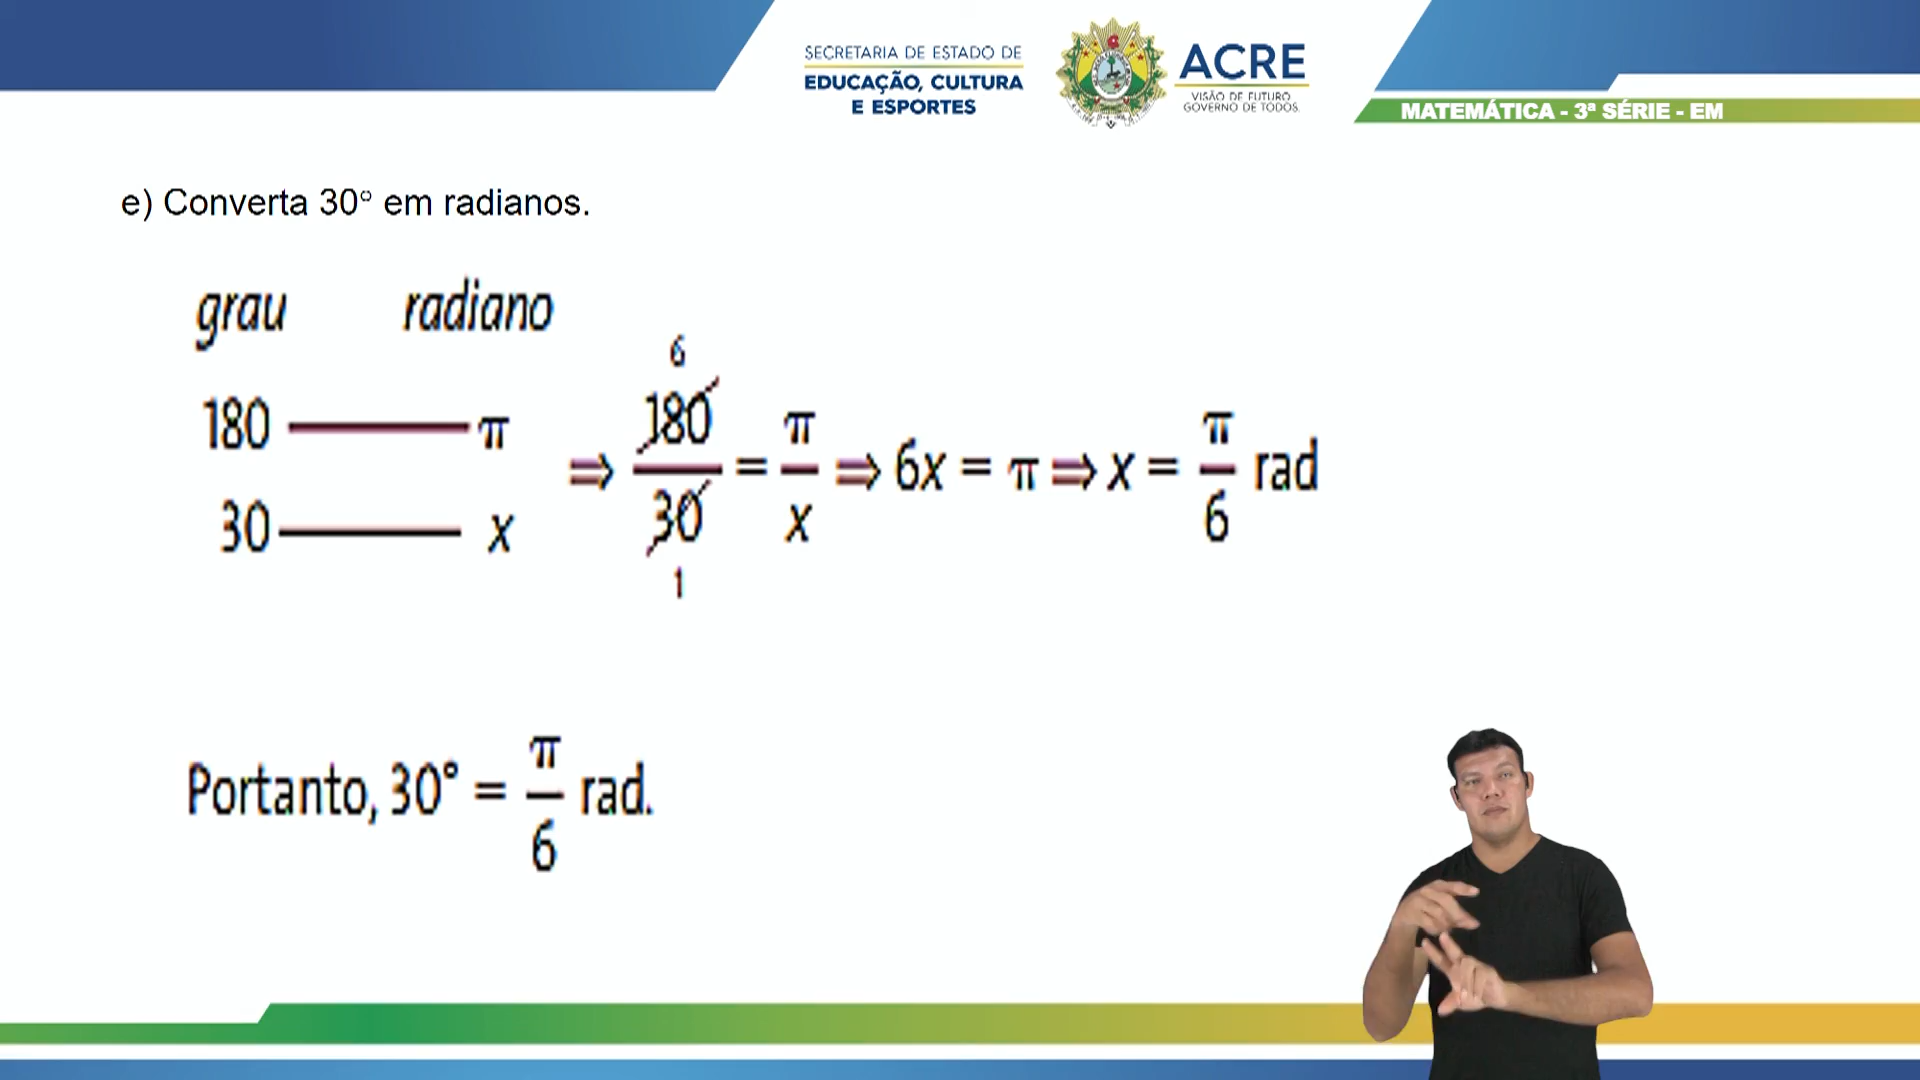 SECRETARIA DE ESTADO DE
EDUCAÇÃO, CULTURA
E ESPORTES
ACRE
VISÃO DE FUTURO
GOVERNO DE TODOS.
MATEMÁTICA - 3ª SÉRIE - EM
e) Converta 30º em radianos.
grau radiano
180 — π
30 — x
⇒ 180/30 = π/x ⇒ 6x = π ⇒ x = π/6 rad
6
1
Portanto, 30° = π/6 rad.